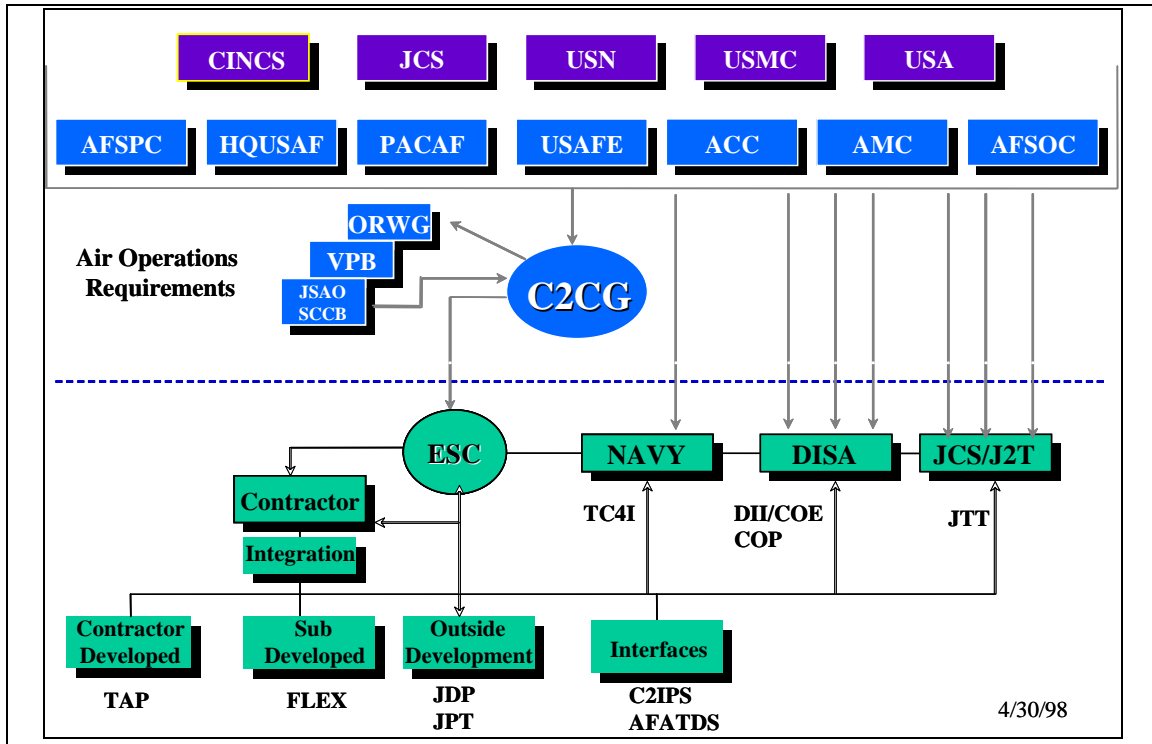 CINCS
JCS
USN
USMC
USA
AFSPC
HQUSAF
PACAF
USAFE
ACC
AMC
AFSOC
Air Operations
Requirements
ORWG
VPB
JSAO
SCCB
C2CG
ESC
NAVY
DISA
JCS/J2T
Contractor
Integration
TC4I
DII/COE
COP
JTT
Contractor
Developed
Sub
Developed
Outside
Development
Interfaces
TAP
FLEX
JDP
JPT
C2IPS
AFATDS
4/30/98